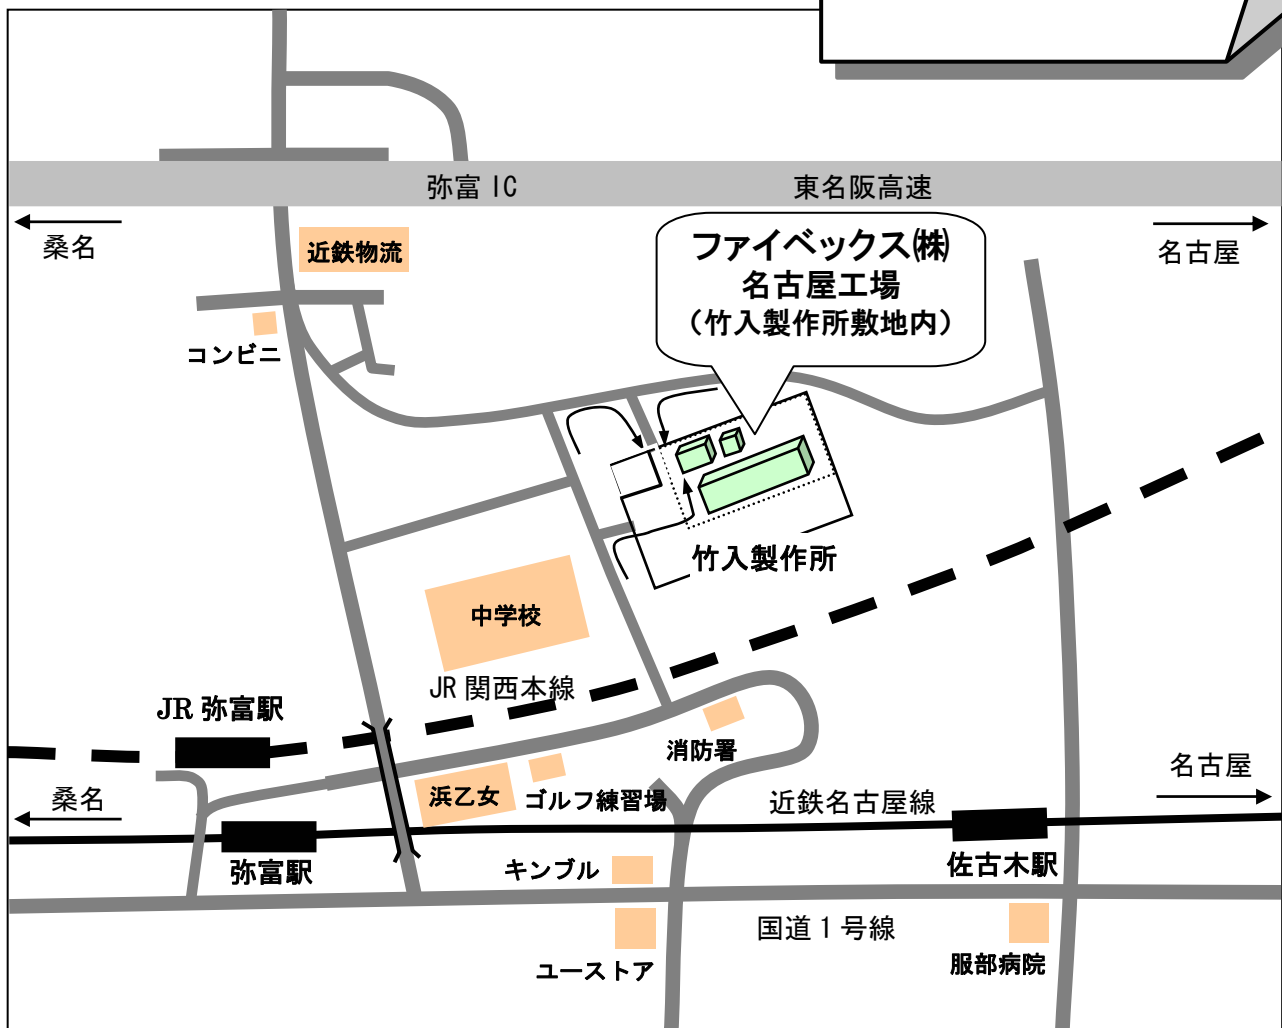 弥富 IC
東名阪高速
桑名
近鉄物流
ファイベックス(株)
名古屋工場
(竹入製作所敷地内)
名古屋
コンビニ
竹入製作所
中学校
JR 関西本線
JR 弥富駅
消防署
名古屋
桑名
浜乙女
ゴルフ練習場
近鉄名古屋線
弥富駅
キンブル
佐古木駅
国道 1 号線
ユーストア
服部病院